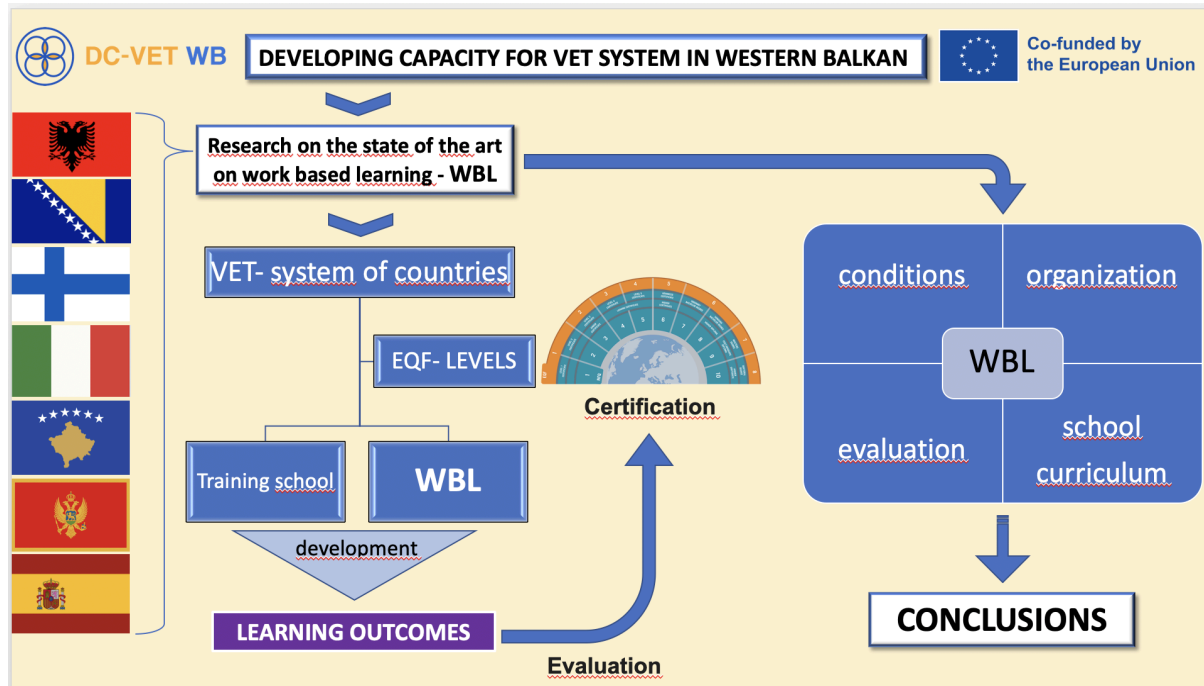 DC-VET WB
DEVELOPING CAPACITY FOR VET SYSTEM IN WESTERN BALKAN
Co-funded by
the European Union
Research on the state of the art
on work based learning - WBL
VET- system of countries
EQF- LEVELS
Training school
WBL
development
LEARNING OUTCOMES
Evaluation
Certification
conditions
organization
WBL
evaluation
school
curriculum
CONCLUSIONS